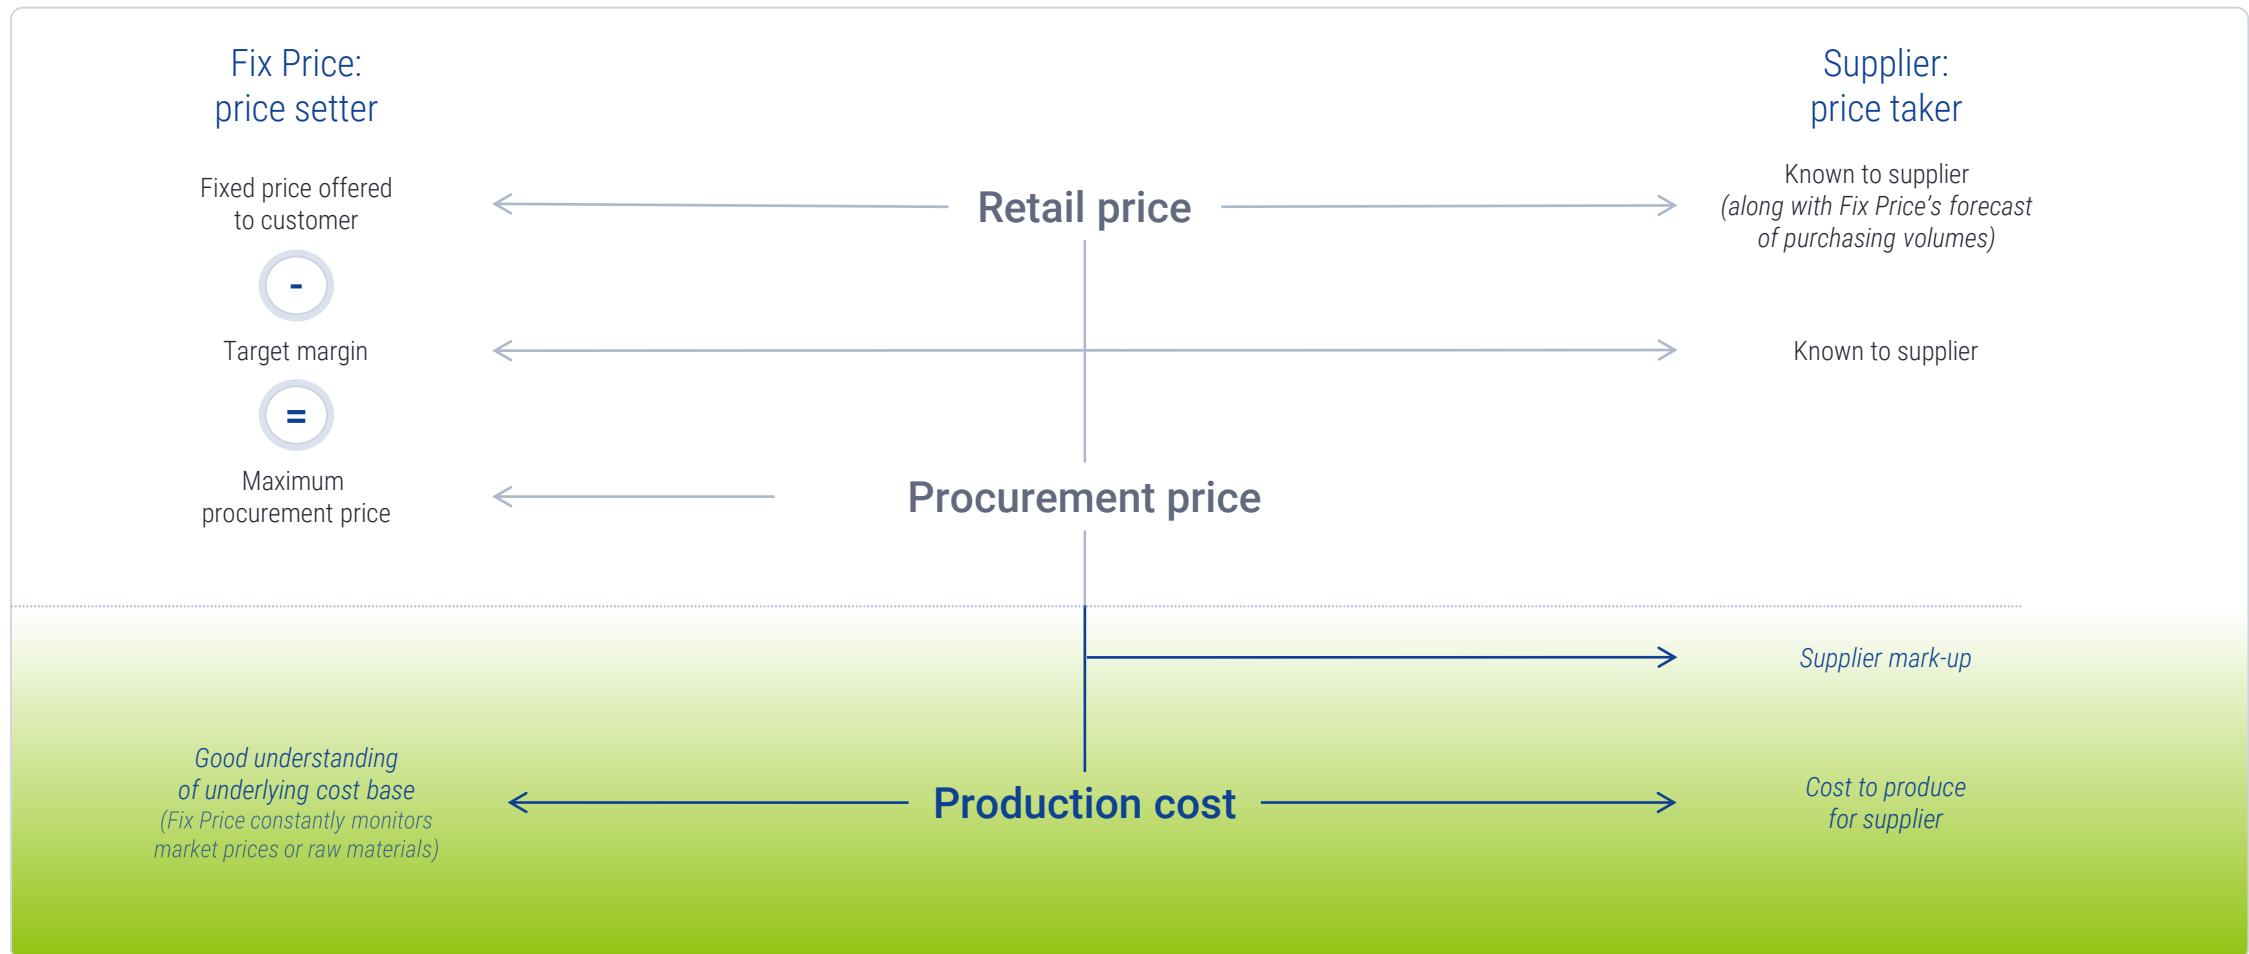 Fix Price:
price setter
Supplier:
price taker
Fixed price offered
to customer
Retail price
Known to supplier
(along with Fix Price’s forecast
of purchasing volumes)
-
Target margin
Known to supplier
=
Maximum
procurement price
Procurement price
Supplier mark-up
Good understanding
of underlying cost base
(Fix Price constantly monitors
market prices or raw materials)
Production cost
Cost to produce
for supplier